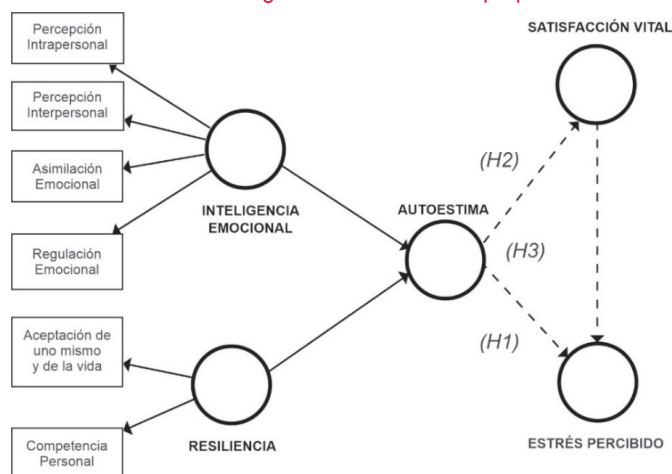 SATISFACCIÓN VITAL
Percepción
Intrapersonal
Percepción
Interpersonal
Asimilación
Emocional
Regulación
Emocional
INTELIGENCIA
EMOCIONAL
AUTOESTIMA
(H2)
(H3)
(H1)
Aceptación de
uno mismo
y de la vida
Competencia
Personal
RESILIENCIA
ESTRÉS PERCIBIDO